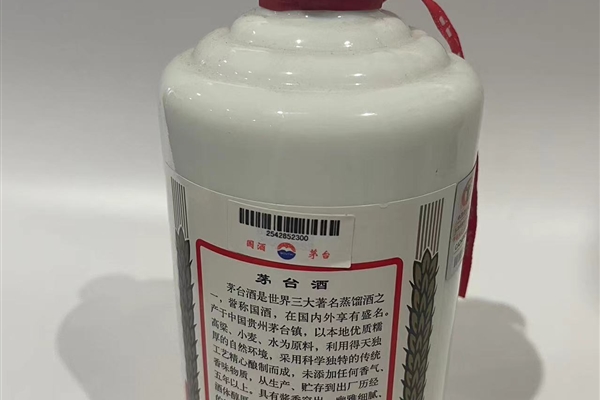 2542852300
国酒 茅台
茅台酒
茅台酒是世界三大著名蒸馏酒之
一，誉称国酒，在国内外享有盛名。
产于中国贵州茅台镇，以本地优质糯
高粱、小麦、水为原料，利用得天独
厚的自然环境，采用科学独特的传统
工艺精心酿制而成，未添加任何香气、
香味物质，从生产、贮存到出厂历经
五年以上，具有酱香突出、幽雅细腻、
酒体醇厚